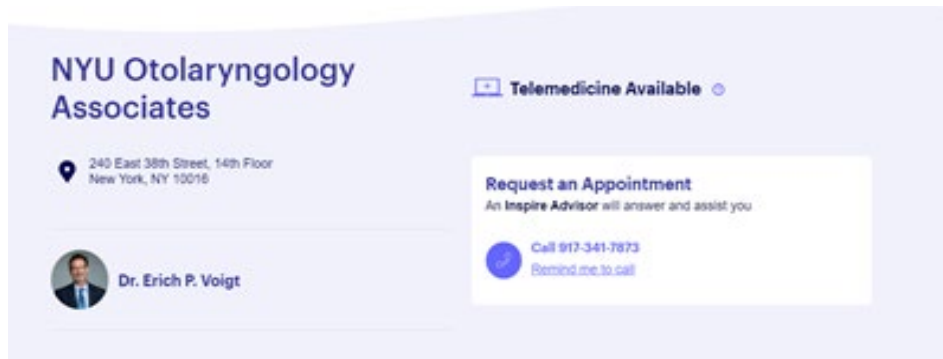 NYU Otolaryngology
Associates
240 East 38th Street, 14th Floor
New York, NY 10016
Dr. Erich P. Voigt
Telemedicine Available
Request an Appointment
An Inspire Advisor will answer and assist you
Call 917-341-7873
Remind me to call